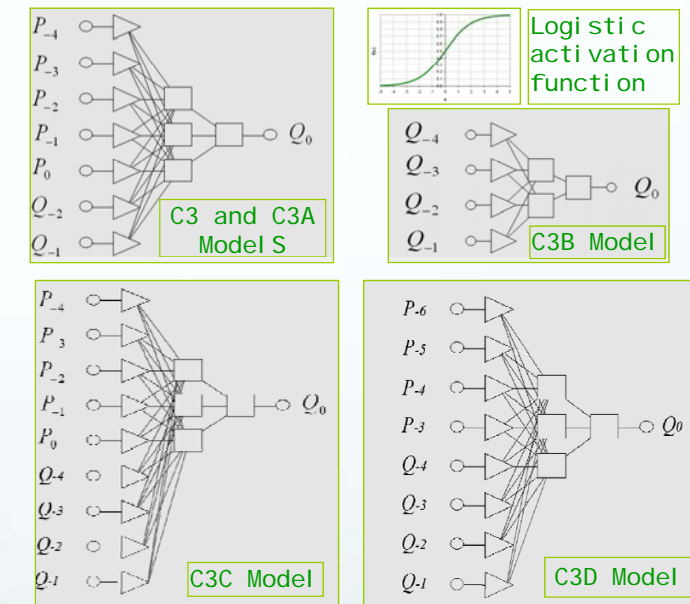 P₋₄
P₋₃
P₋₂
P₋₁
P₀
Q₋₂
Q₋₁
Q₀
C3 and C3A
Model S
Logistic
activation
function
Q₋₄
Q₋₃
Q₋₂
Q₋₁
Q₀
C3B Model
P₋₄
P₃
P₋₂
P₋₁
P₀
Q-4
Q-3
Q-2
Q-1
Q₀
C3C Model
P-6
P-5
P-4
P-3
Q-4
Q-3
Q-2
Q-1
Q₀
C3D Model